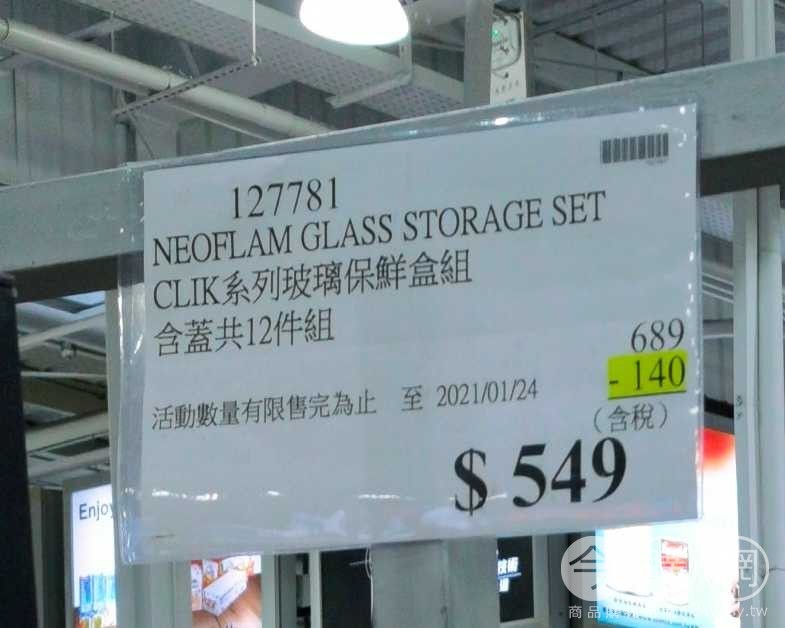 127781
NEOFLAM GLASS STORAGE SET
CLIK系列玻璃保鮮盒組
含蓋共12件組
689
- 140
活動數量有限售完為止 至 2021/01/24
(含稅)
$ 549
Enjoy
技術